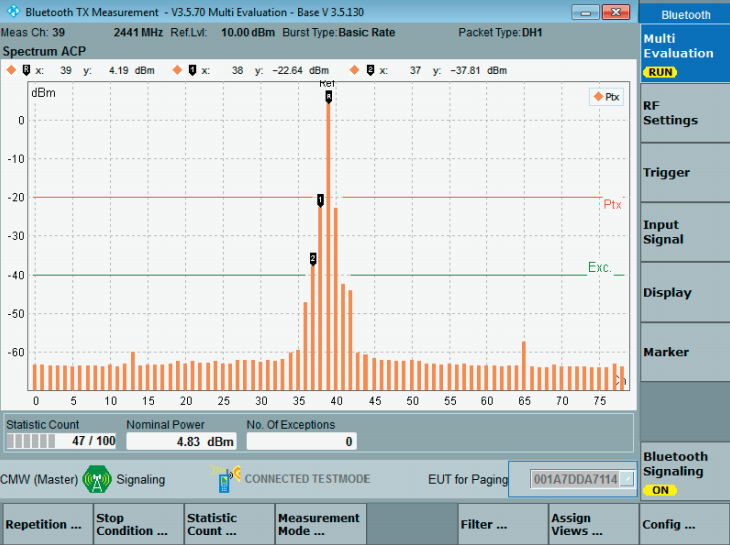 Bluetooth TX Measurement - V3.5.70 Multi Evaluation - Base V 3.5.130
Bluetooth
Meas Ch: 39 2441 MHz Ref.Lvl: 10.00 dBm Burst Type: Basic Rate Packet Type: DH1
Spectrum ACP
R x: 39 y: 4.19 dBm 1 x: 38 y: -22.64 dBm 2 x: 37 y: -37.81 dBm
Multi
Evaluation
RUN
RF
Settings
Trigger
Input
Signal
Display
Marker
Bluetooth
Signaling
ON
Ref
dBm
R
Ptx
0
-10
-20
1
Ptx
-30
2
Exc.
-40
-50
-60
0 5 10 15 20 25 30 35 40 45 50 55 60 65 70 75
Statistic Count Nominal Power No. Of Exceptions
47 / 100 4.83 dBm 0
CMW (Master) Signaling CONNECTED TESTMODE EUT for Paging 001A7DDA7114
Repetition ...
Stop
Condition ...
Statistic
Count ...
Measurement
Mode ...
Filter ...
Assign
Views ...
Config ...